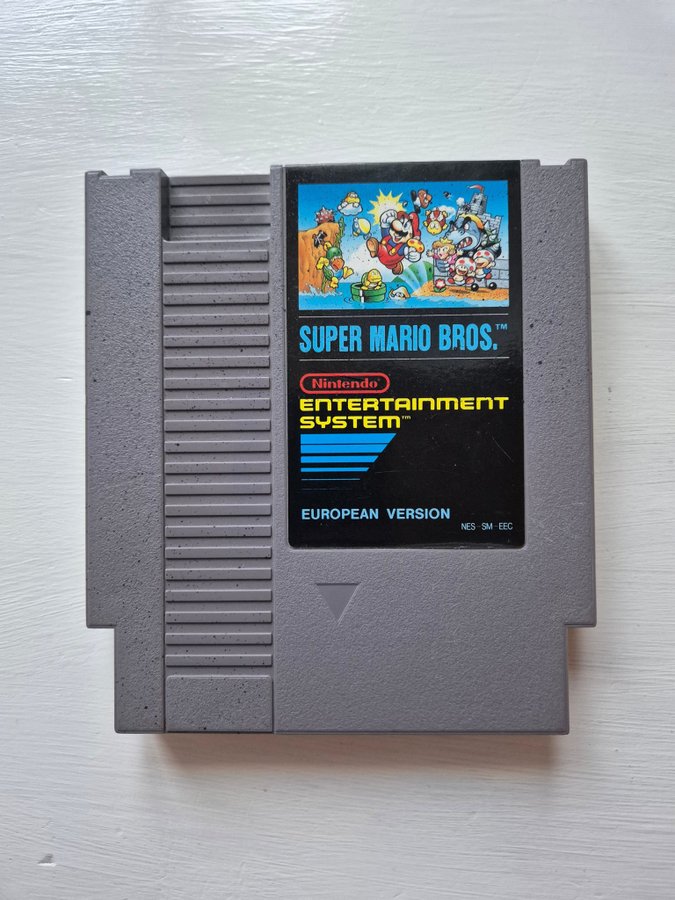 SUPER MARIO BROS.™
Nintendo®
ENTERTAINMENT
SYSTEM™
EUROPEAN VERSION
NES-SM-EEC